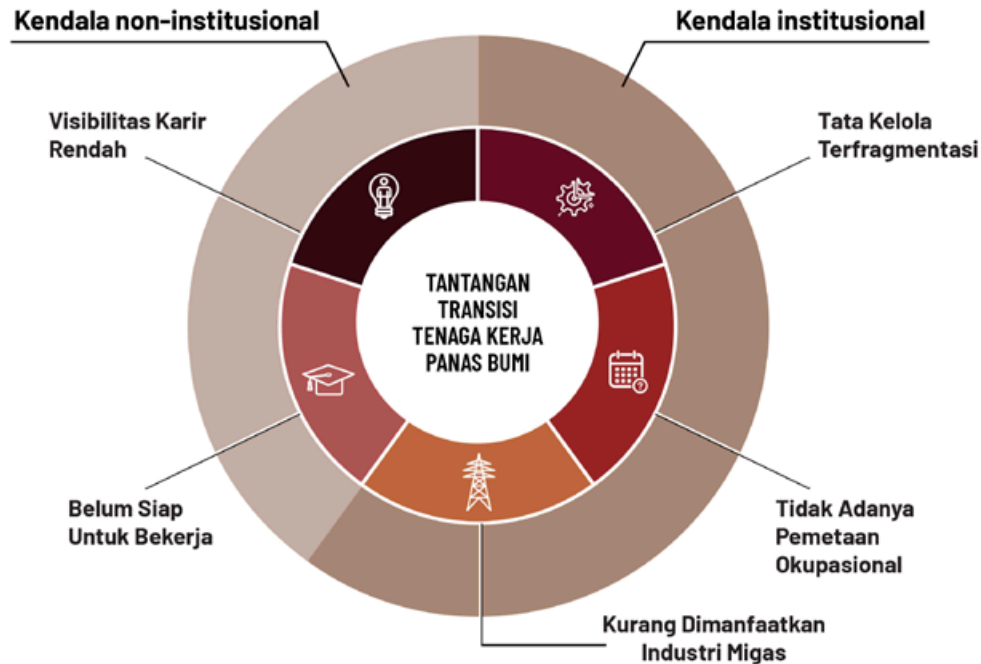 Kendala non-institusional
Kendala institusional
Visibilitas Karir
Rendah
Tata Kelola
Terfragmentasi
TANTANGAN
TRANSISI
TENAGA KERJA
PANAS BUMI
?
Belum Siap
Untuk Bekerja
Tidak Adanya
Pemetaan
Okupasional
Kurang Dimanfaatkan
Industri Migas